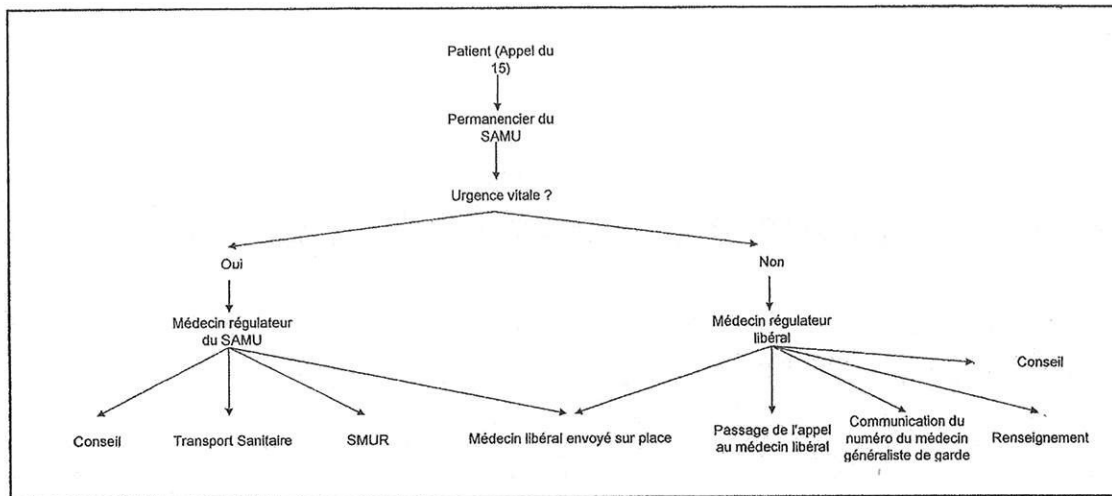 Patient (Appel du
15)
Permanencier du
SAMU
Urgence vitale ?
Oui
Non
Médecin régulateur
du SAMU
Médecin régulateur
libéral
Conseil
Conseil
Transport Sanitaire
SMUR
Médecin libéral envoyé sur place
Passage de l'appel
au médecin libéral
Communication du
numéro du médecin
généraliste de garde
Renseignement